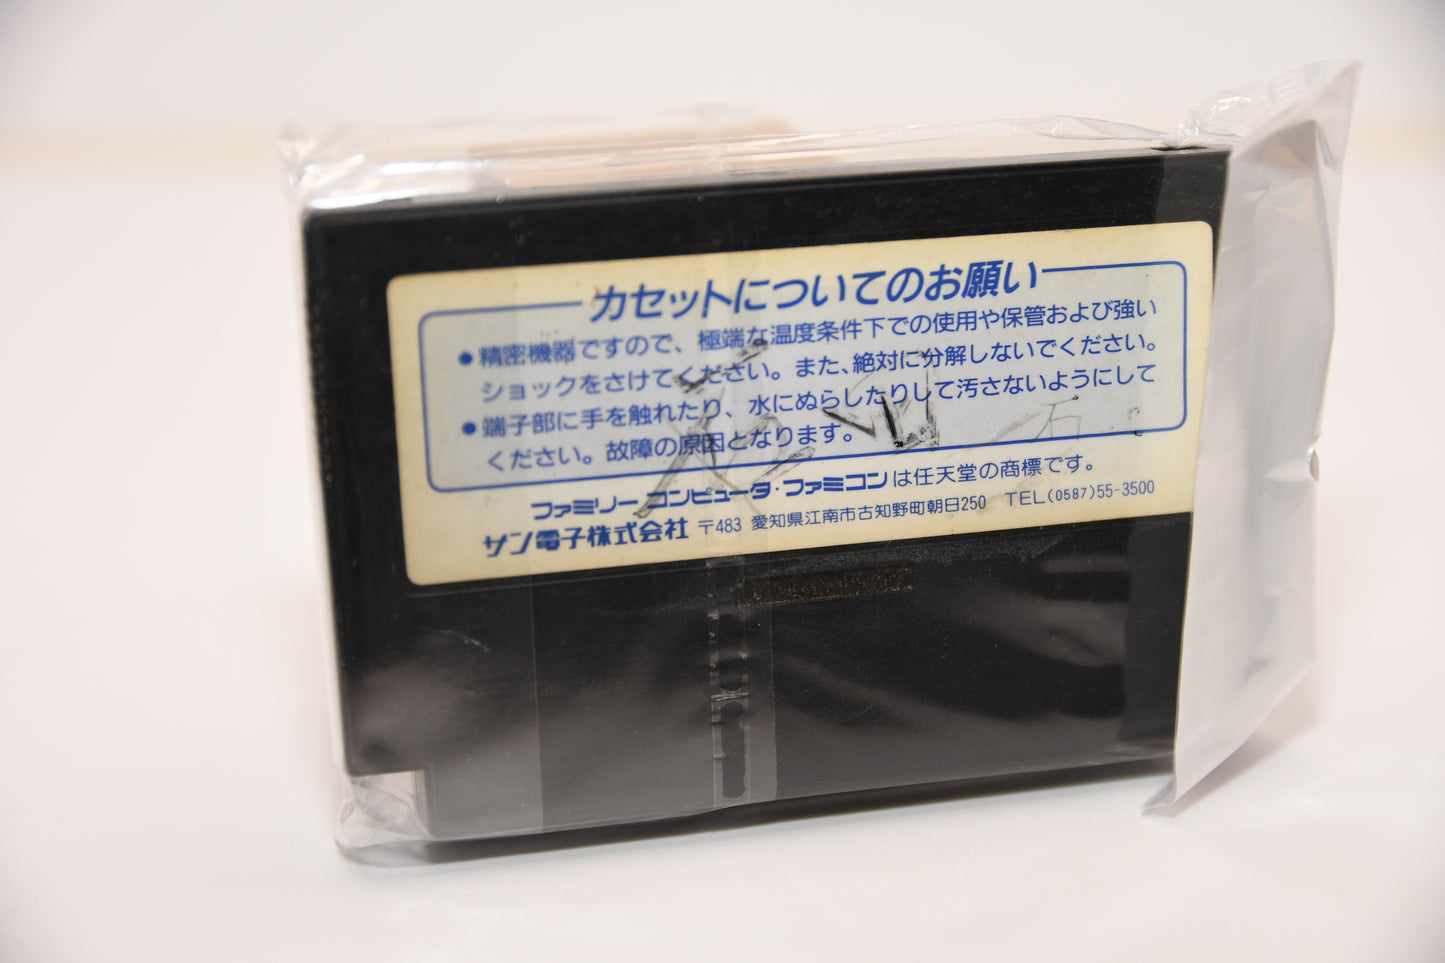 カセットについてのお願い
●精密機器ですので、極端な温度条件下での使用や保管および強い
ショックをさけてください。また、絶対に分解しないでください。
●端子部に手を触れたり、水にぬらしたりして汚さないようにして
ください。故障の原因となります。
ファミリーコンピュータ・ファミコンは任天堂の商標です。
サン電子株式会社 〒483 愛知県江南市古知野町朝日250 TEL(0587)55-3500